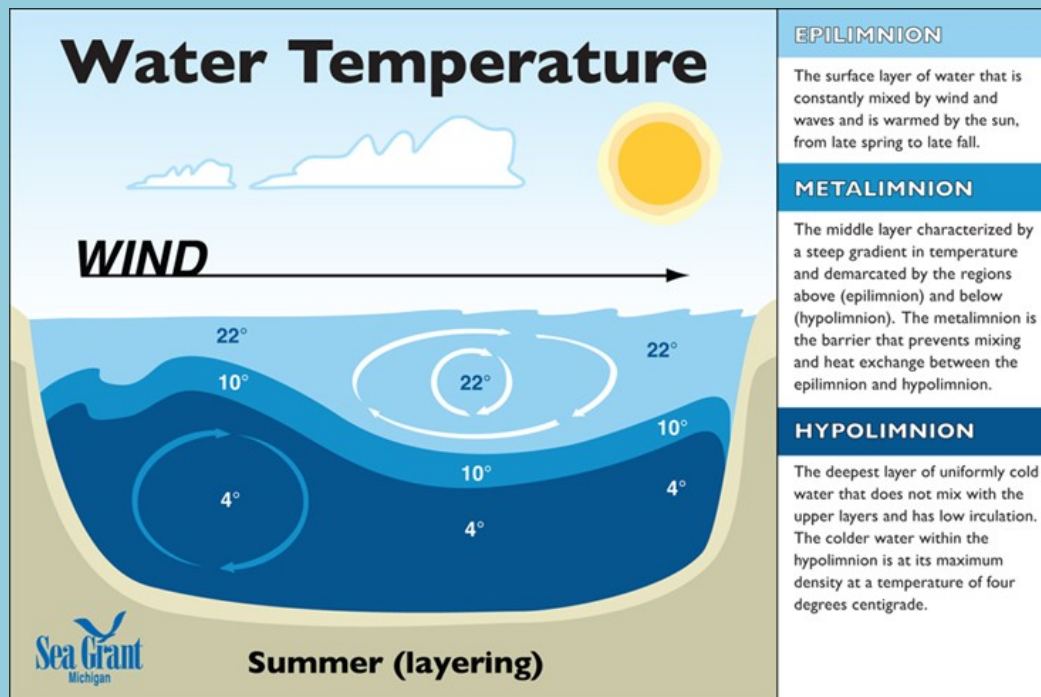 Water Temperature
WIND
22°
22°
22°
10°
10°
10°
4°
4°
4°
Sea Grant
Michigan
Summer (layering)
EPILIMNION
The surface layer of water that is
constantly mixed by wind and
waves and is warmed by the sun,
from late spring to late fall.
METALIMNION
The middle layer characterized by
a steep gradient in temperature
and demarcated by the regions
above (epilimnion) and below
(hypolimnion). The metalimnion is
the barrier that prevents mixing
and heat exchange between the
epilimnion and hypolimnion.
HYPOLIMNION
The deepest layer of uniformly cold
water that does not mix with the
upper layers and has low irculation.
The colder water within the
hypolimnion is at its maximum
density at a temperature of four
degrees centigrade.